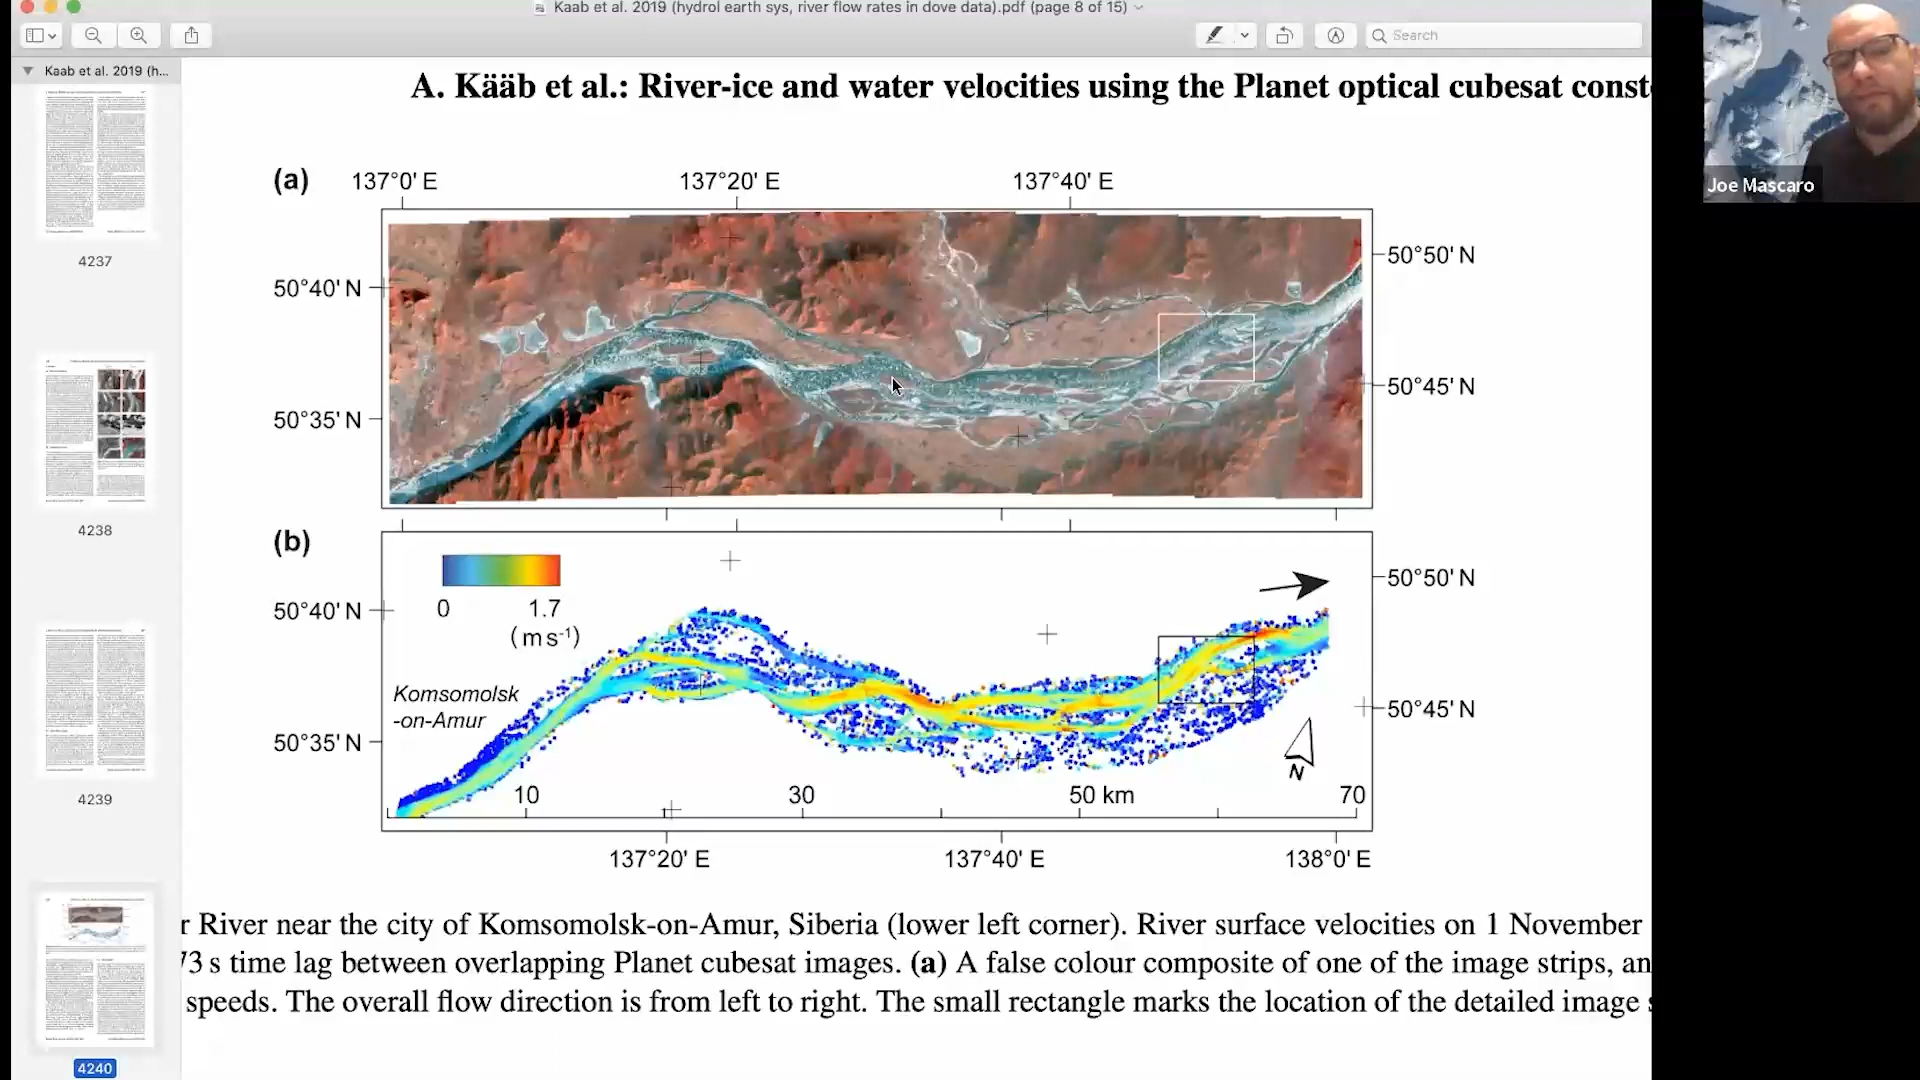 Kaab et al. 2019 (hydrol earth sys, river flow rates in dove data).pdf (page 8 of 15)
Search
Kaab et al. 2019 (h...
4237
4238
4239
4240
Joe Mascaro
A. Kääb et al.: River-ice and water velocities using the Planet optical cubesat const
(a)
137°0' E
137°20' E
137°40' E
50°40' N
50°35' N
50°50' N
50°45' N
(b)
0
1.7
(m s-1)
50°40' N
50°35' N
Komsomolsk
-on-Amur
50°50' N
50°45' N
N
10
30
50 km
70
137°20' E
137°40' E
138°0' E
r River near the city of Komsomolsk-on-Amur, Siberia (lower left corner). River surface velocities on 1 November
73 s time lag between overlapping Planet cubesat images. (a) A false colour composite of one of the image strips, an
speeds. The overall flow direction is from left to right. The small rectangle marks the location of the detailed image s